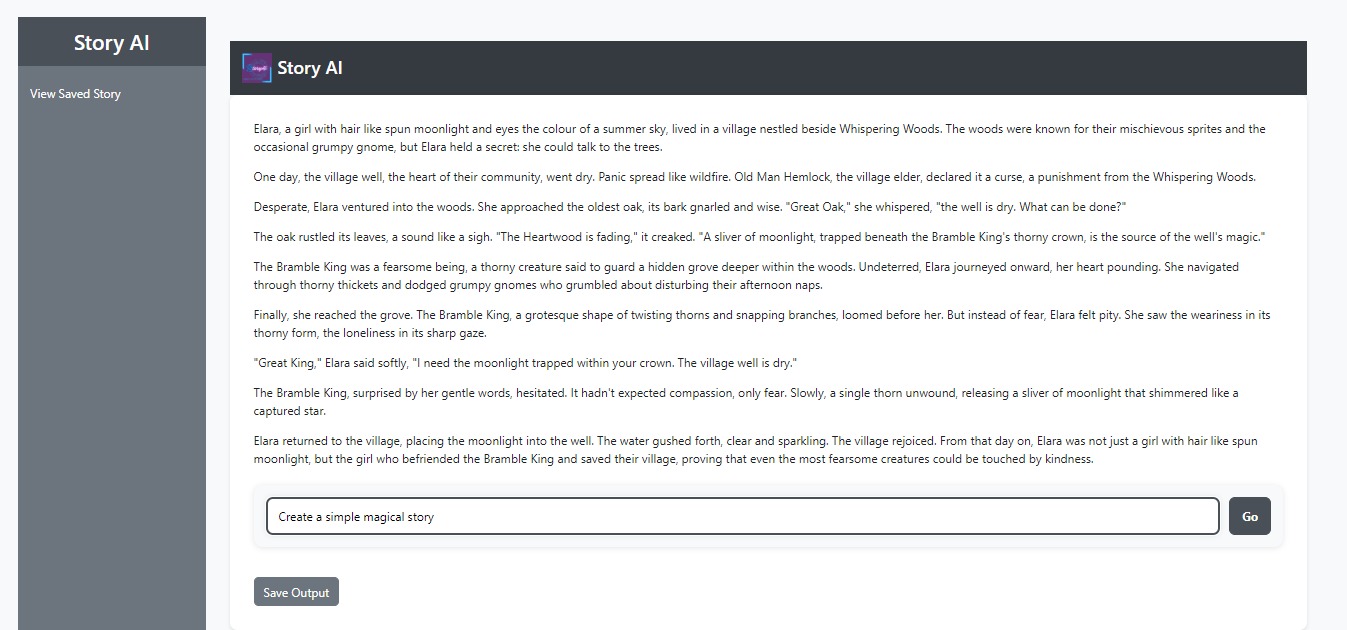 Story AI
View Saved Story
Story AI
Elara, a girl with hair like spun moonlight and eyes the colour of a summer sky, lived in a village nestled beside Whispering Woods. The woods were known for their mischievous sprites and the
occasional grumpy gnome, but Elara held a secret: she could talk to the trees.
One day, the village well, the heart of their community, went dry. Panic spread like wildfire. Old Man Hemlock, the village elder, declared it a curse, a punishment from the Whispering Woods.
Desperate, Elara ventured into the woods. She approached the oldest oak, its bark gnarled and wise. "Great Oak," she whispered, "the well is dry. What can be done?"
The oak rustled its leaves, a sound like a sigh. "The Heartwood is fading," it creaked. "A sliver of moonlight, trapped beneath the Bramble King's thorny crown, is the source of the well's magic."
The Bramble King was a fearsome being, a thorny creature said to guard a hidden grove deeper within the woods. Undeterred, Elara journeyed onward, her heart pounding. She navigated
through thorny thickets and dodged grumpy gnomes who grumbled about disturbing their afternoon naps.
Finally, she reached the grove. The Bramble King, a grotesque shape of twisting thorns and snapping branches, loomed before her. But instead of fear, Elara felt pity. She saw the weariness in its
thorny form, the loneliness in its sharp gaze.
"Great King," Elara said softly, "I need the moonlight trapped within your crown. The village well is dry."
The Bramble King, surprised by her gentle words, hesitated. It hadn't expected compassion, only fear. Slowly, a single thorn unwound, releasing a sliver of moonlight that shimmered like a
captured star.
Elara returned to the village, placing the moonlight into the well. The water gushed forth, clear and sparkling. The village rejoiced. From that day on, Elara was not just a girl with hair like spun
moonlight, but the girl who befriended the Bramble King and saved their village, proving that even the most fearsome creatures could be touched by kindness.
Create a simple magical story
Go
Save Output